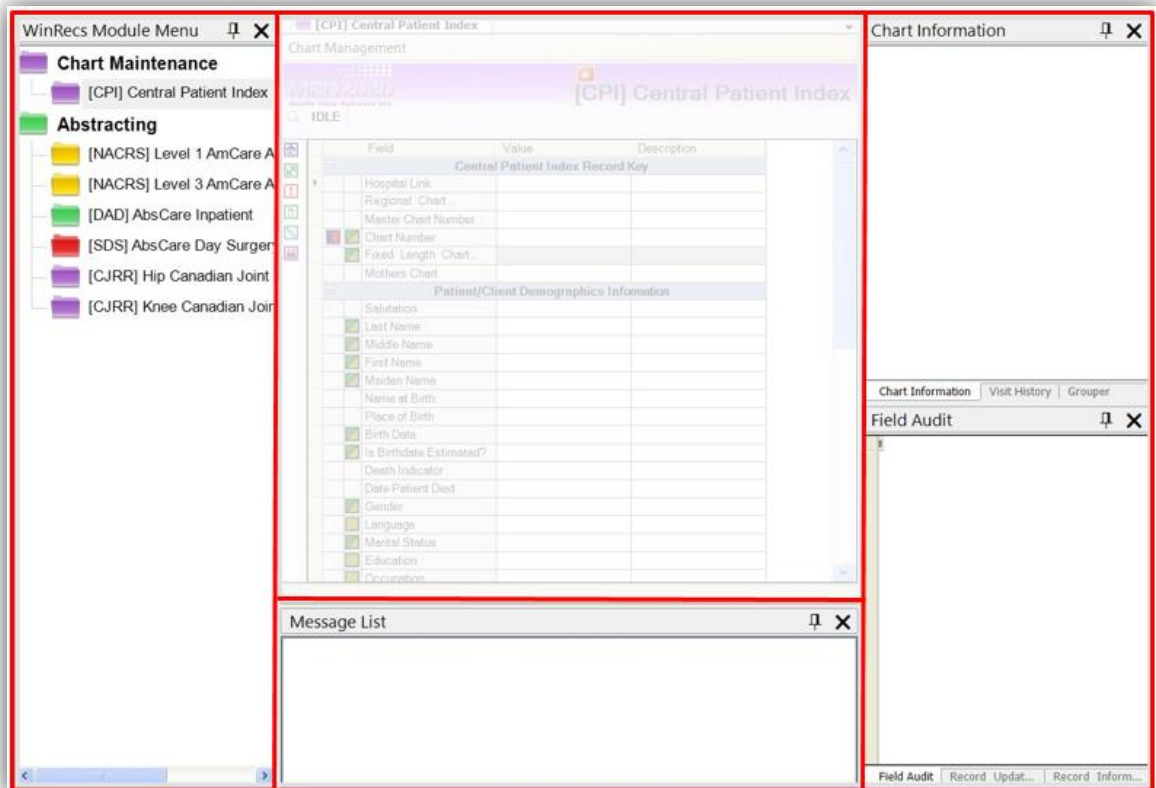 WinRecs Module Menu
Chart Maintenance
[CPI] Central Patient Index
Abstracting
[NACRS] Level 1 AmCare A
[NACRS] Level 3 AmCare A
[DAD] AbsCare Inpatient
[SDS] AbsCare Day Surger
[CJRR] Hip Canadian Joint
[CJRR] Knee Canadian Join
[CPI] Central Patient Index
Chart Management
[CPI] Central Patient Index
IDLE
Field Value Description
Central Patient Index Record Key
Hospital Link
Regional Chart...
Master Chart Number
Chart Number
Fixed Length Chart...
Mothers Chart
Patient/Client Demographics Information
Salutation
Last Name
Middle Name
First Name
Maiden Name
Name at Birth
Place of Birth
Birth Date
Is Birthdate Estimated?
Death Indicator
Date Patient Died
Gender
Language
Marital Status
Education
Occupation
Message List
Chart Information
Chart Information Visit History Grouper
Field Audit
Field Audit Record Updat... Record Inform...